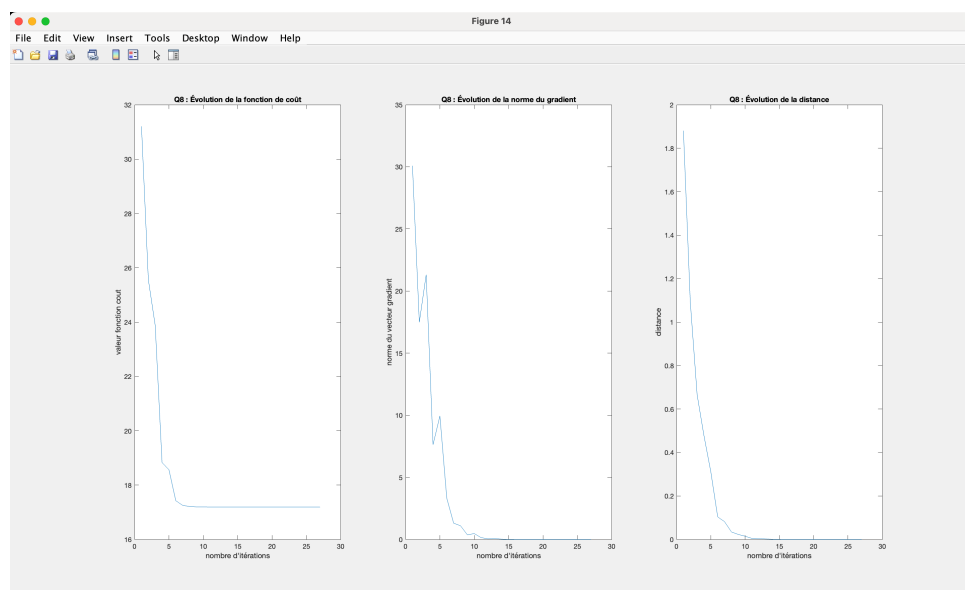 Figure 14
File Edit View Insert Tools Desktop Window Help
Q8 : Évolution de la fonction de coût
32
30
28
26
24
22
20
18
16
0 5 10 15 20 25 30
valeur fonction cout
nombre d'itérations
Q8 : Évolution de la norme du gradient
35
30
25
20
15
10
5
0
0 5 10 15 20 25 30
norme du vecteur gradient
nombre d'itérations
Q8 : Évolution de la distance
2
1.8
1.6
1.4
1.2
1
0.8
0.6
0.4
0.2
0
0 5 10 15 20 25 30
distance
nombre d'itérations